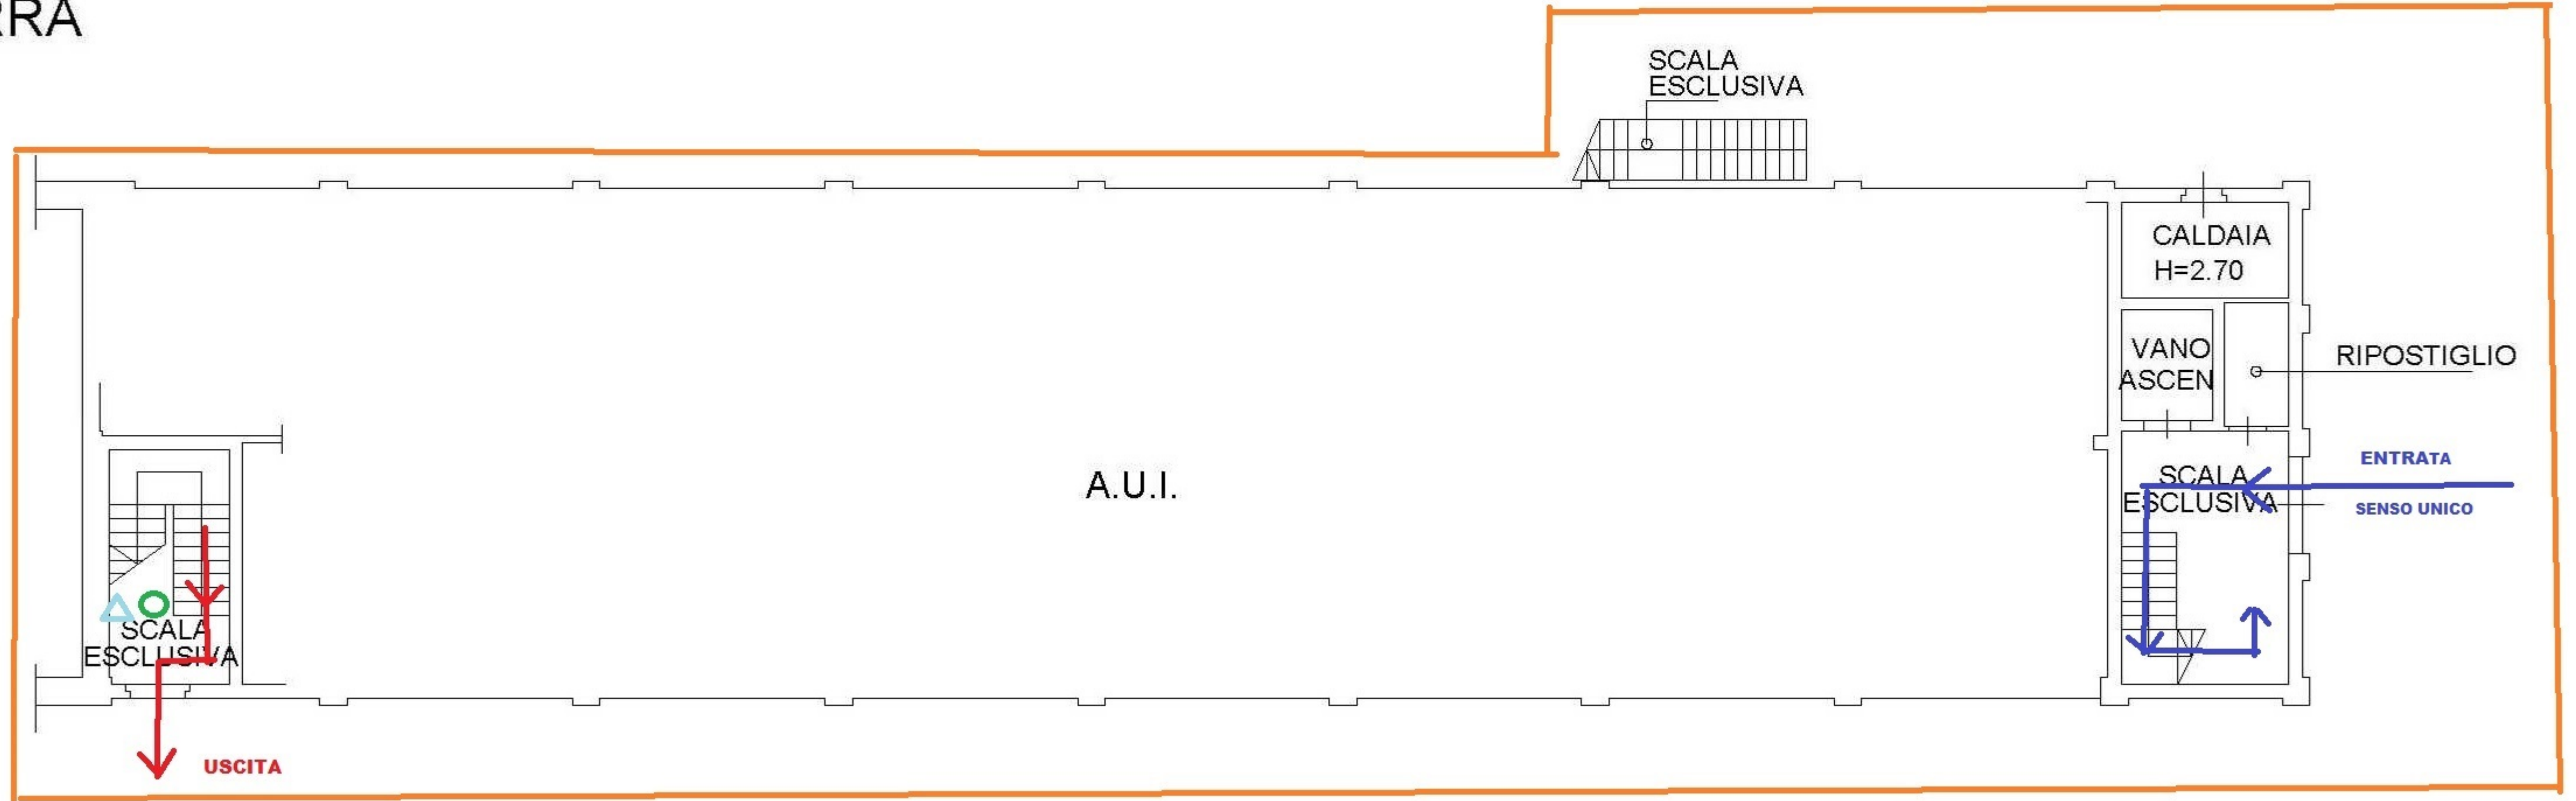 RRA
SCALA
ESCLUSIVA
CALDAIA
H=2.70
VANO
ASCEN
RIPOSTIGLIO
ENTRATA
SCALA
ESCLUSIVA
SENSO UNICO
A.U.I.
SCALA
ESCLUSIVA
USCITA